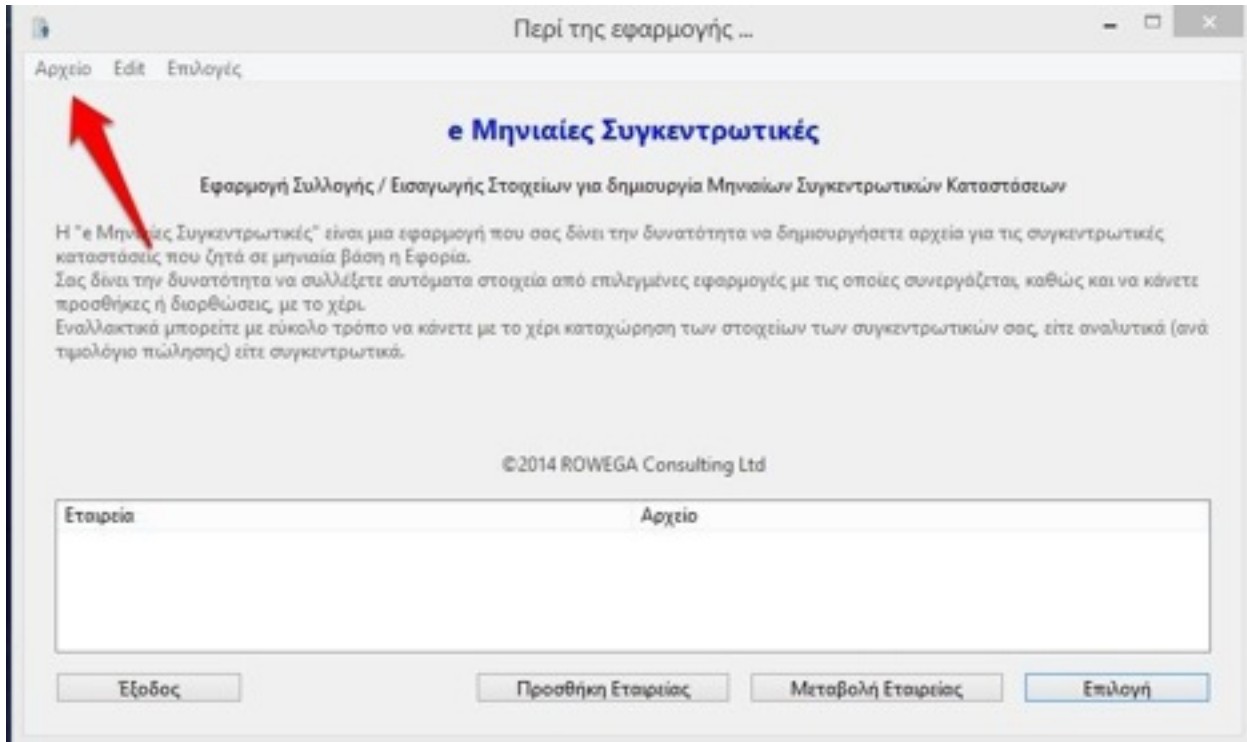 Περί της εφαρμογής ...
Αρχείο Edit Επιλογές
e Μηνιαίες Συγκεντρωτικές
Εφαρμογή Συλλογής / Εισαγωγής Στοιχείων για δημιουργία Μηνιαίων Συγκεντρωτικών Καταστάσεων
Η "e Μηνιαίες Συγκεντρωτικές" είναι μια εφαρμογή που σας δίνει την δυνατότητα να δημιουργήσετε αρχεία για τις συγκεντρωτικές
καταστάσεις που ζητά σε μηνιαία βάση η Εφορία.
Σας δίνει την δυνατότητα να συλλέξετε αυτόματα στοιχεία από επιλεγμένες εφαρμογές με τις οποίες συνεργάζεται, καθώς και να κάνετε
προσθήκες ή διορθώσεις, με το χέρι.
Εναλλακτικά μπορείτε με εύκολο τρόπο να κάνετε με το χέρι καταχώρηση των στοιχείων των συγκεντρωτικών σας, είτε αναλυτικά (ανά
τιμολόγιο πώλησης) είτε συγκεντρωτικά.
©2014 ROWEGA Consulting Ltd
Εταιρεία Αρχείο
Έξοδος Προσθήκη Εταιρείας Μεταβολή Εταιρείας Επιλογή